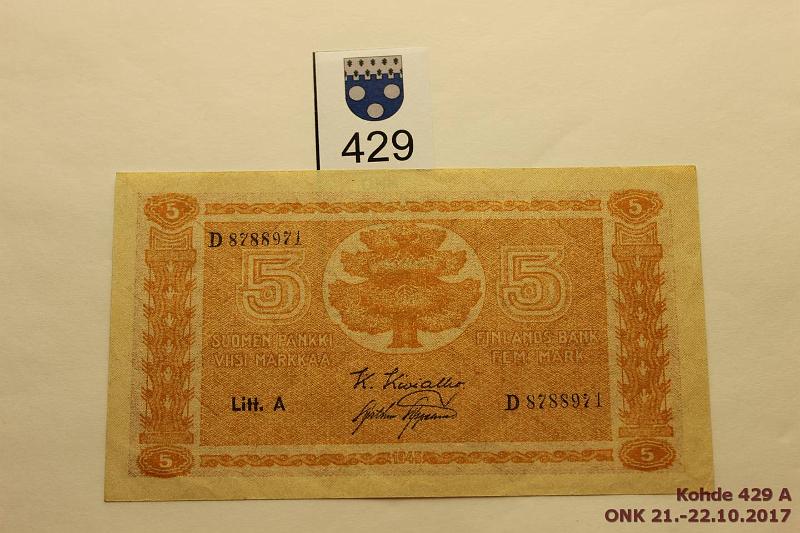 429
5 5
D 8788971
5 5
SUOMEN PANKKI FINLANDS BANK
VIISI MARKKAA FEM MARK
K. Kivialho
Litt. A D 8788971
5 1945 5
Kohde 429 A
ONK 21.-22.10.2017